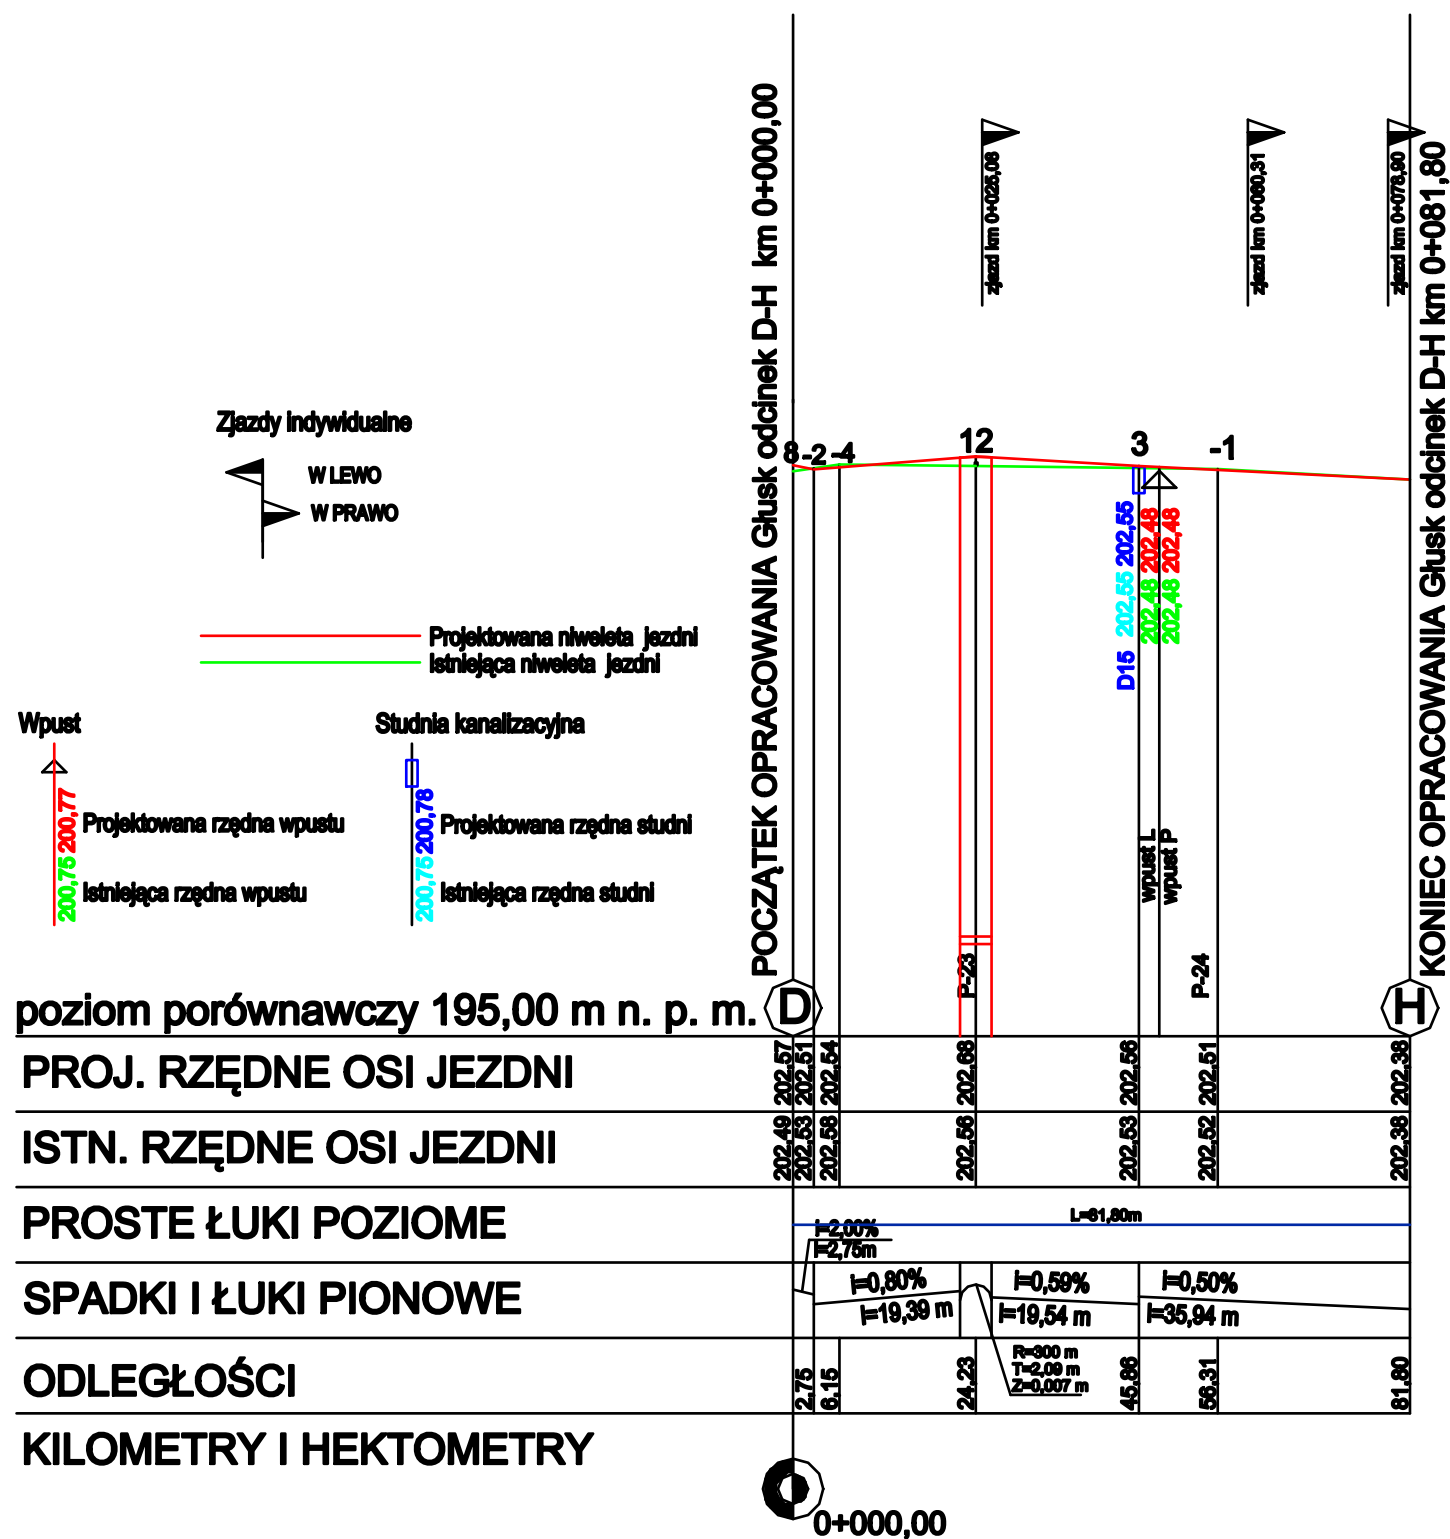 POCZĄTEK OPRACOWANIA Głusk odcinek D-H km 0+000,00
zjazd km 0+025,08
zjazd km 0+060,31
zjazd km 0+078,90
KONIEC OPRACOWANIA Głusk odcinek D-H km 0+081,80
Zjazdy indywidualne
W LEWO
W PRAWO
8 -2 -4 12 3 -1
Projektowana niweleta jezdni
Istniejąca niweleta jezdni
Wpust
200,75 200,77
Projektowana rzędna wpustu
Istniejąca rzędna wpustu
Studnia kanalizacyjna
200,75 200,78
Projektowana rzędna studni
Istniejąca rzędna studni
D15 202,55 202,55
202,48 202,48
202,48 202,48
wpust L
wpust P
P-23
P-24
poziom porównawczy 195,00 m n. p. m.
D
H
PROJ. RZĘDNE OSI JEZDNI
202,57 202,51 202,54 202,68 202,56 202,51 202,38
ISTN. RZĘDNE OSI JEZDNI
202,49 202,53 202,58 202,56 202,53 202,52 202,38
PROSTE ŁUKI POZIOME
L=81,80m
i=2,00%
l=2,75m
SPADKI I ŁUKI PIONOWE
i=0,80%
l=19,39 m
i=0,59%
l=19,54 m
i=0,50%
l=35,94 m
R=300 m
T=2,09 m
Z=0,007 m
ODLEGŁOŚCI
2,75 6,15 24,23 45,86 56,31 81,80
KILOMETRY I HEKTOMETRY
0+000,00